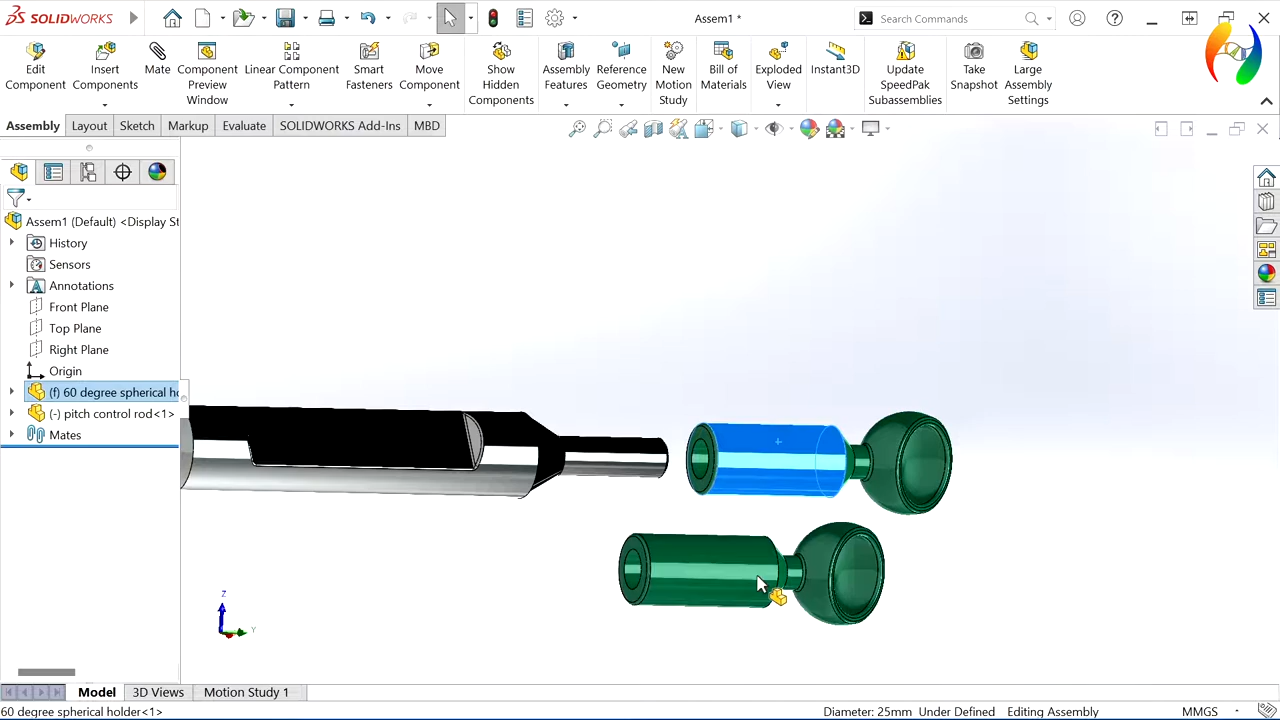 SOLIDWORKS
Assem1 *
Search Commands
Edit Component
Insert Components
Mate
Component Preview Window
Linear Component Pattern
Smart Fasteners
Move Component
Show Hidden Components
Assembly Features
Reference Geometry
New Motion Study
Bill of Materials
Exploded View
Instant3D
Update SpeedPak Subassemblies
Take Snapshot
Large Assembly Settings
Assembly
Layout
Sketch
Markup
Evaluate
SOLIDWORKS Add-Ins
MBD
Assem1 (Default) <Display St
History
Sensors
Annotations
Front Plane
Top Plane
Right Plane
Origin
(f) 60 degree spherical ho
(-) pitch control rod<1>
Mates
Z
Y
Model
3D Views
Motion Study 1
60 degree spherical holder<1>
Diameter: 25mm
Under Defined
Editing Assembly
MMGS